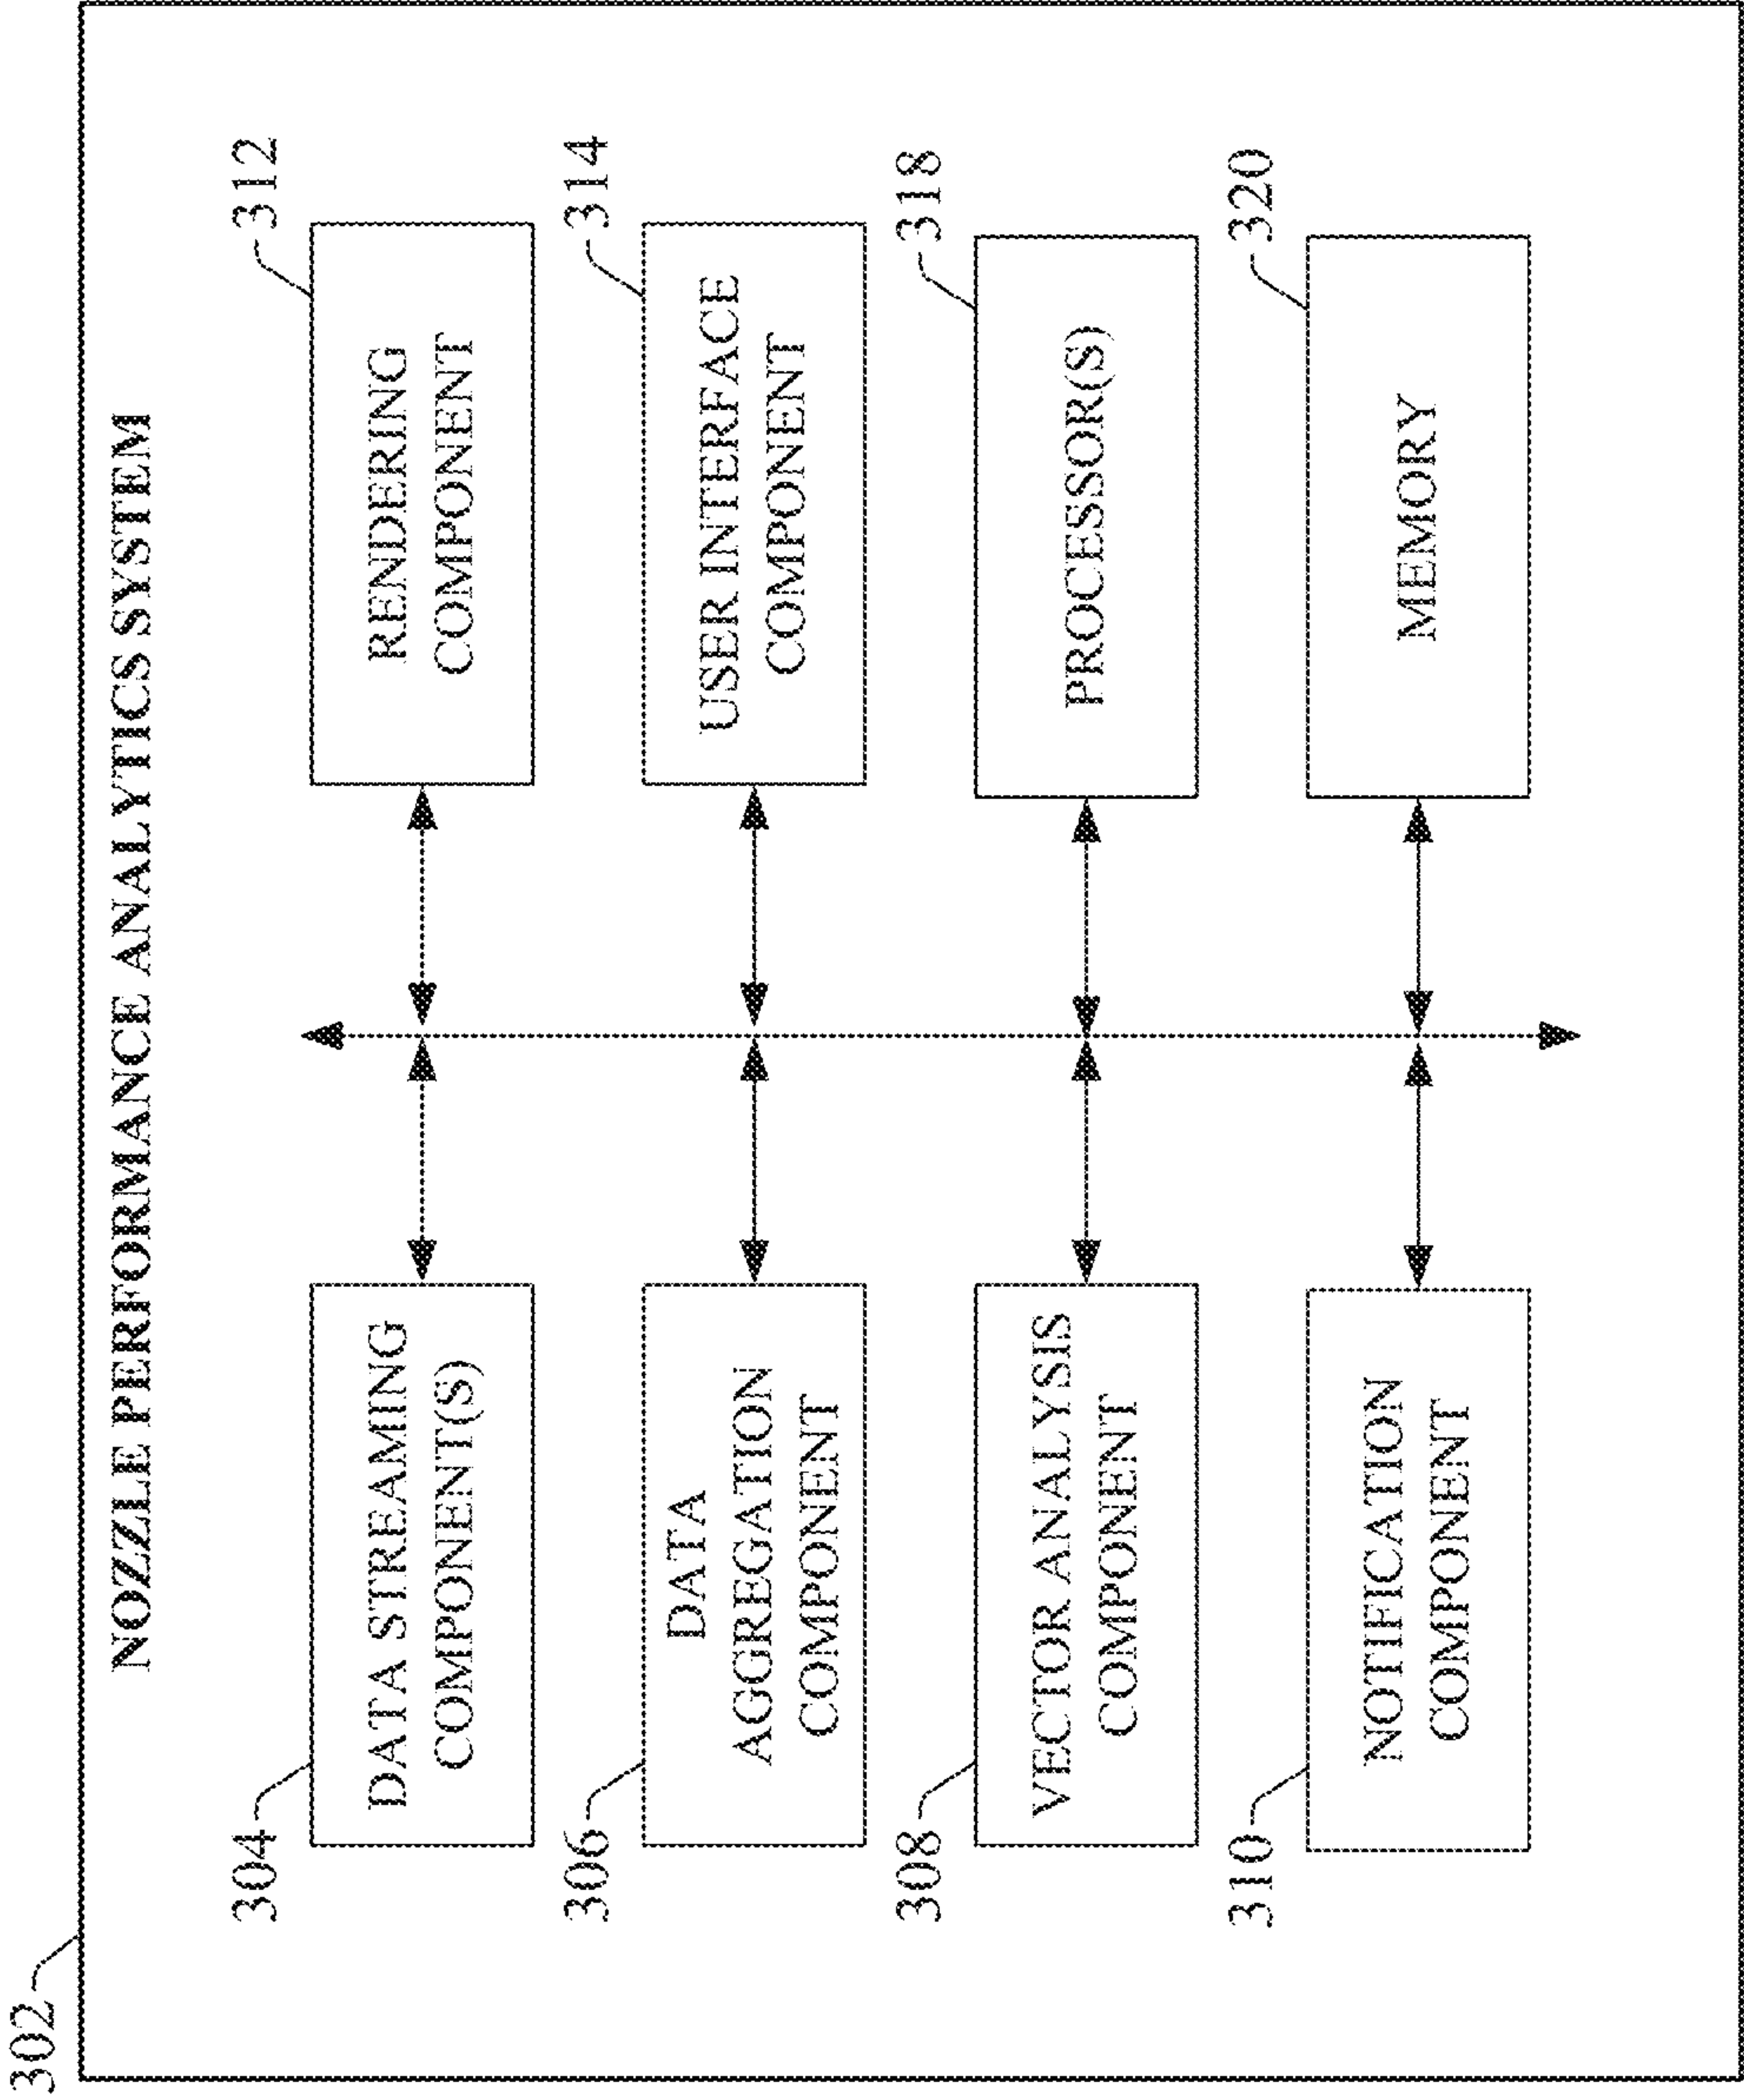 302
NOZZLE PERFORMANCE ANALYTICS SYSTEM
304
DATA STREAMING
COMPONENT(S)
312
RENDERING
COMPONENT
306
DATA
AGGREGATION
COMPONENT
314
USER INTERFACE
COMPONENT
308
VECTOR ANALYSIS
COMPONENT
318
PROCESSOR(S)
310
NOTIFICATION
COMPONENT
320
MEMORY